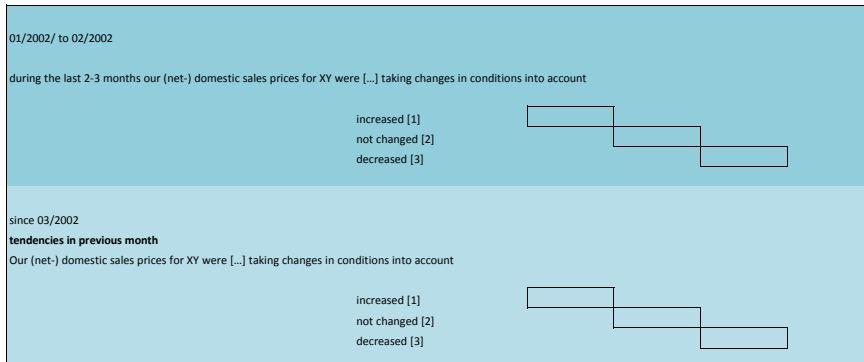 01/2002/ to 02/2002
during the last 2-3 months our (net-) domestic sales prices for XY were [...] taking changes in conditions into account
increased [1]
not changed [2]
decreased [3]
since 03/2002
tendencies in previous month
Our (net-) domestic sales prices for XY were [...] taking changes in conditions into account
increased [1]
not changed [2]
decreased [3]